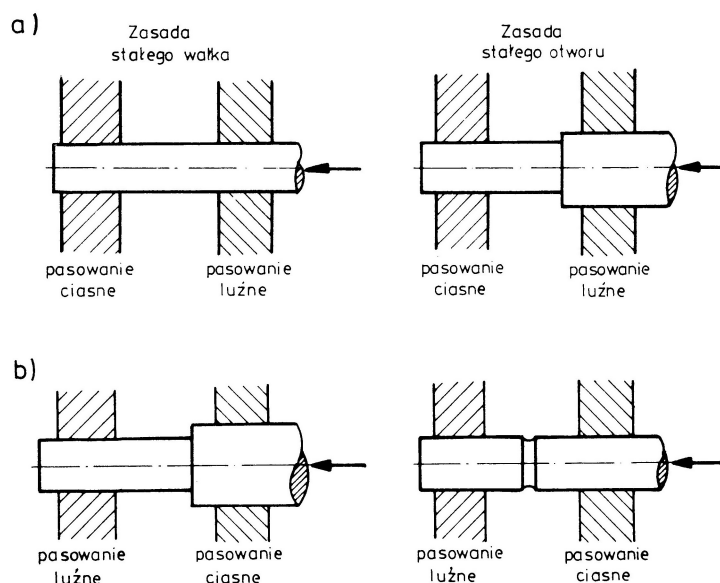 a)
Zasada
stałego wałka
Zasada
stałego otworu
pasowanie
ciasne
pasowanie
luźne
pasowanie
ciasne
pasowanie
luźne
b)
pasowanie
luźne
pasowanie
ciasne
pasowanie
luźne
pasowanie
ciasne